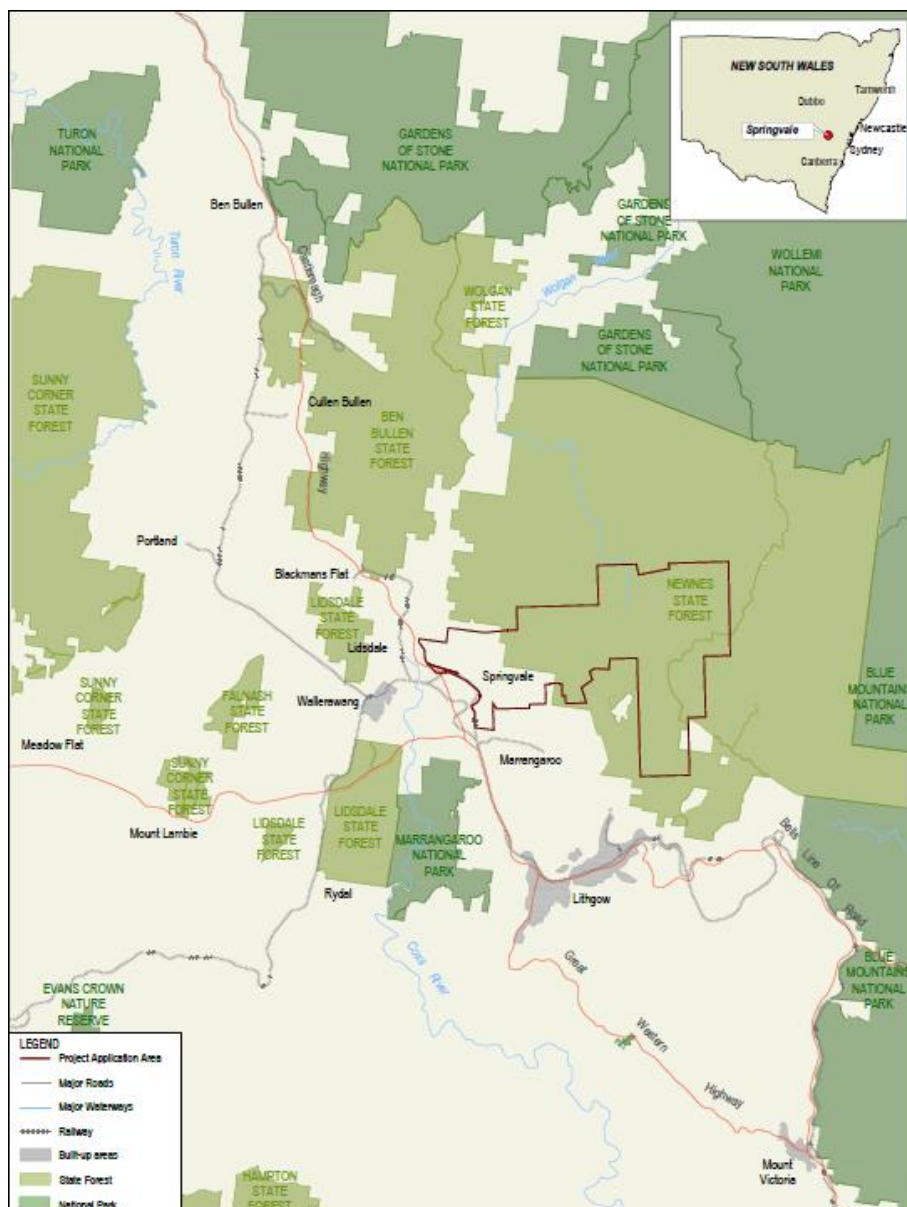 NEW SOUTH WALES
Tamworth
Dubbo
Springvale
Newcastle
Sydney
Canberra
TURON
NATIONAL
PARK
GARDENS
OF STONE
NATIONAL PARK
Ben Bullen
Turon River
Castlereagh
GARDENS
OF STONE
NATIONAL PARK
WOLLEMI
NATIONAL
PARK
Wolgan
WOLGAN
STATE
FOREST
GARDENS
OF STONE
NATIONAL PARK
SUNNY
CORNER
STATE
FOREST
Cullen Bullen
BEN
BULLEN
STATE
FOREST
Highway
Portland
Blackmans Flat
LIDSDALE
STATE
FOREST
Lidsdale
NEWNES
STATE
FOREST
Springvale
SUNNY
CORNER
STATE
FOREST
FALNASH
STATE
FOREST
Wallerawang
BLUE
MOUNTAINS
NATIONAL
PARK
Meadow Flat
Marrangaroo
SUNNY
CORNER
STATE
FOREST
Mount Lambie
LIDSDALE
STATE
FOREST
LIDSDALE
STATE
FOREST
MARRANGAROO
NATIONAL
PARK
Rydal
Bells
Line Of
Road
Lithgow
Coxs River
Great
Western
Highway
BLUE
MOUNTAINS
NATIONAL
PARK
EVANS CROWN
NATURE
RESERVE
Mount
Victoria
HAMPTON
STATE
FOREST
LEGEND
Project Application Area
Major Roads
Major Waterways
Railway
Built-up areas
State Forest
National Park